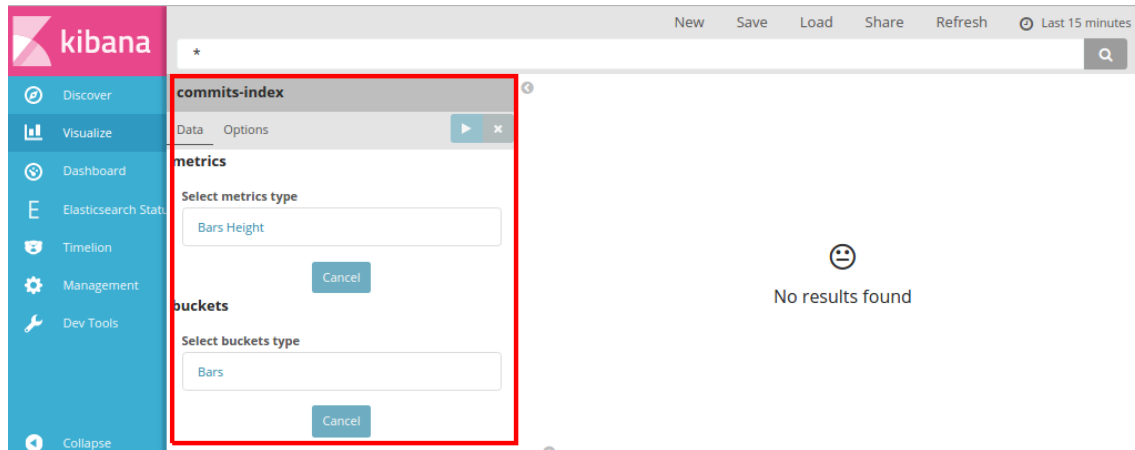 kibana
New Save Load Share Refresh Last 15 minutes
*
Discover
Visualize
Dashboard
E Elasticsearch Statu
Timelion
Management
Dev Tools
Collapse
commits-index
Data Options
metrics
Select metrics type
Bars Height
Cancel
buckets
Select buckets type
Bars
Cancel
No results found